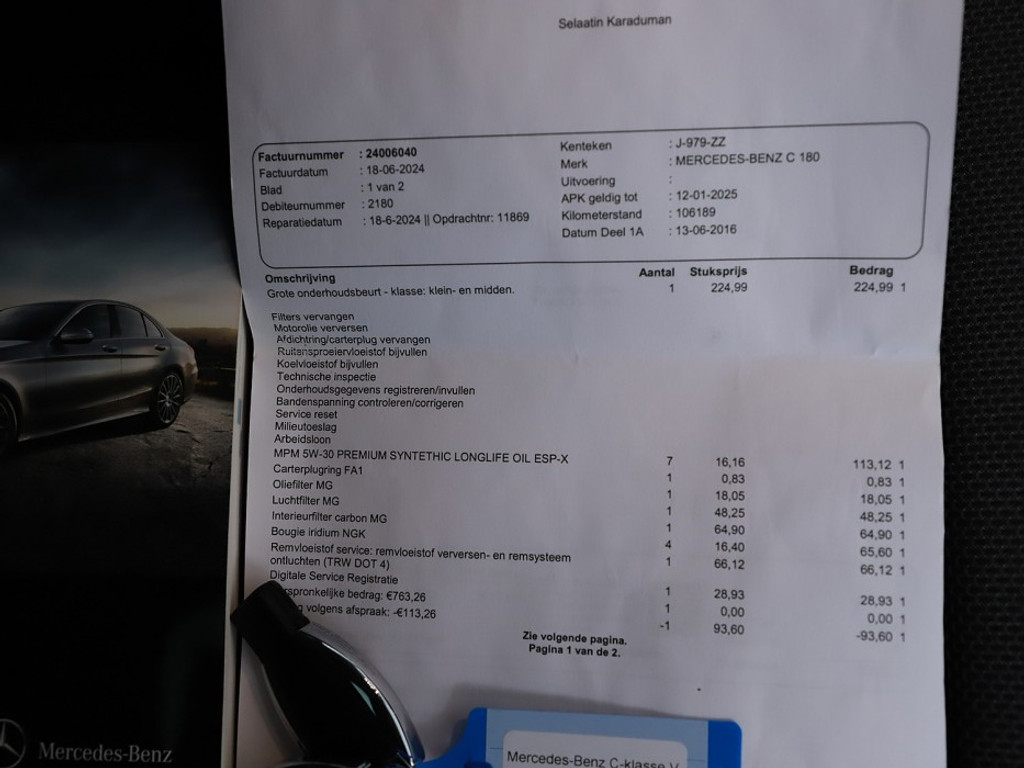 Selaatin Karaduman
Factuurnummer : 24006040
Factuurdatum : 18-06-2024
Blad : 1 van 2
Debiteurnummer : 2180
Reparatiedatum : 18-6-2024 || Opdrachtnr: 11869
Kenteken : J-979-ZZ
Merk : MERCEDES-BENZ C 180
Uitvoering :
APK geldig tot : 12-01-2025
Kilometerstand : 106189
Datum Deel 1A : 13-06-2016
Omschrijving Aantal Stuksprijs Bedrag
Grote onderhoudsbeurt - klasse: klein- en midden. 1 224,99 224,99 1
Filters vervangen
Motorolie verversen
Afdichtring/carterplug vervangen
Ruitensproeiervloeistof bijvullen
Koelvloeistof bijvullen
Technische inspectie
Onderhoudsgegevens registreren/invullen
Bandenspanning controleren/corrigeren
Service reset
Milieutoeslag
Arbeidsloon
MPM 5W-30 PREMIUM SYNTETHIC LONGLIFE OIL ESP-X 7 16,16 113,12 1
Carterplugring FA1 1 0,83 0,83 1
Oliefilter MG 1 18,05 18,05 1
Luchtfilter MG 1 48,25 48,25 1
Interieurfilter carbon MG 1 64,90 64,90 1
Bougie iridium NGK 4 16,40 65,60 1
Remvloeistof service: remvloeistof verversen- en remsysteem 1 66,12 66,12 1
ontluchten (TRW DOT 4)
Digitale Service Registratie 1 28,93 28,93 1
spronkelijke bedrag: €763,26 1 0,00 0,00 1
volgens afspraak: -€113,26 -1 93,60 -93,60 1
Zie volgende pagina.
Pagina 1 van de 2.
Mercedes-Benz
Mercedes-Benz C-klasse V